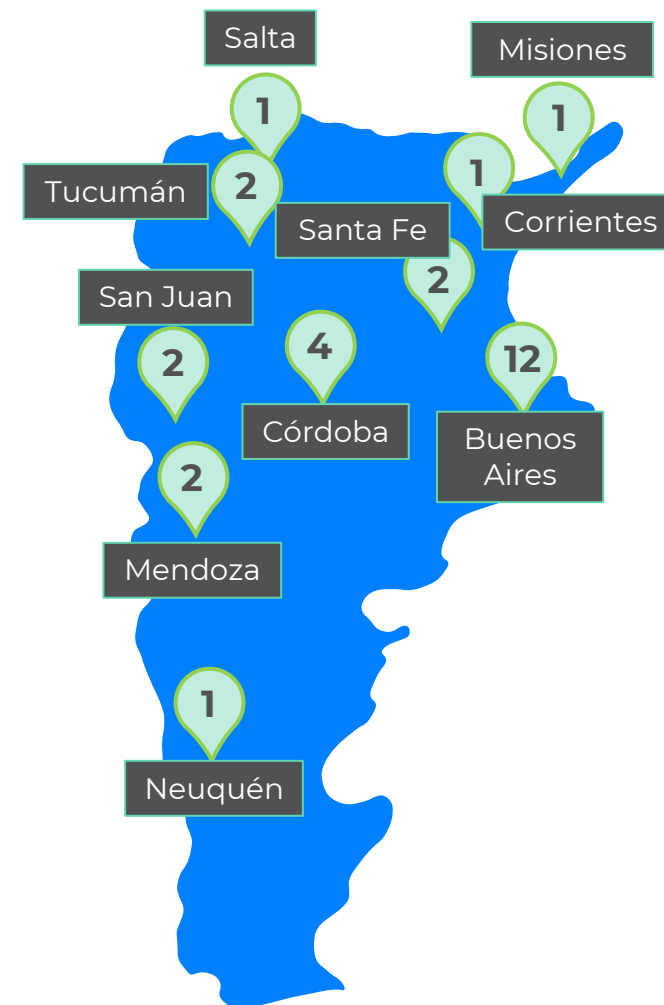 Salta
Misiones
1
1
Tucumán
2
1
Santa Fe
Corrientes
2
San Juan
2
4
12
Córdoba
Buenos
Aires
2
Mendoza
1
Neuquén